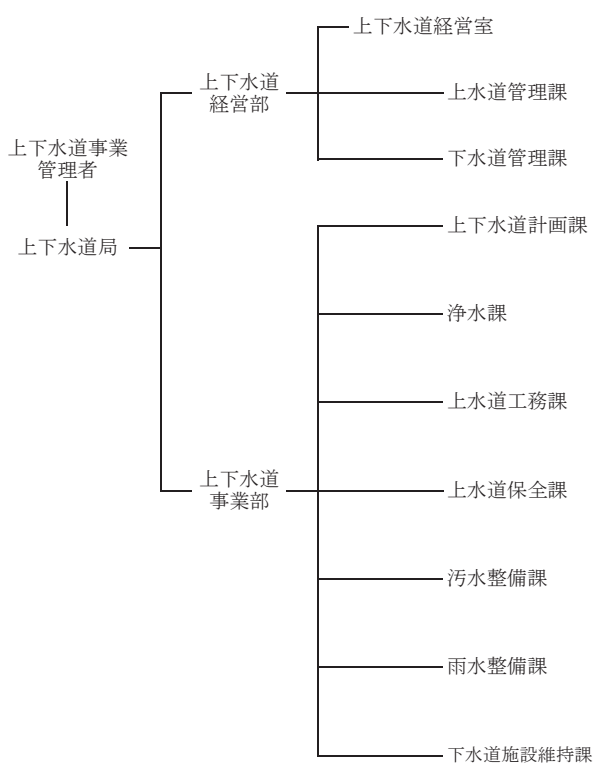 上下水道経営室
上下水道
経営部
上水道管理課
下水道管理課
上下水道事業
管理者
上下水道局
上下水道計画課
浄水課
上水道工務課
上下水道
事業部
上水道保全課
汚水整備課
雨水整備課
下水道施設維持課